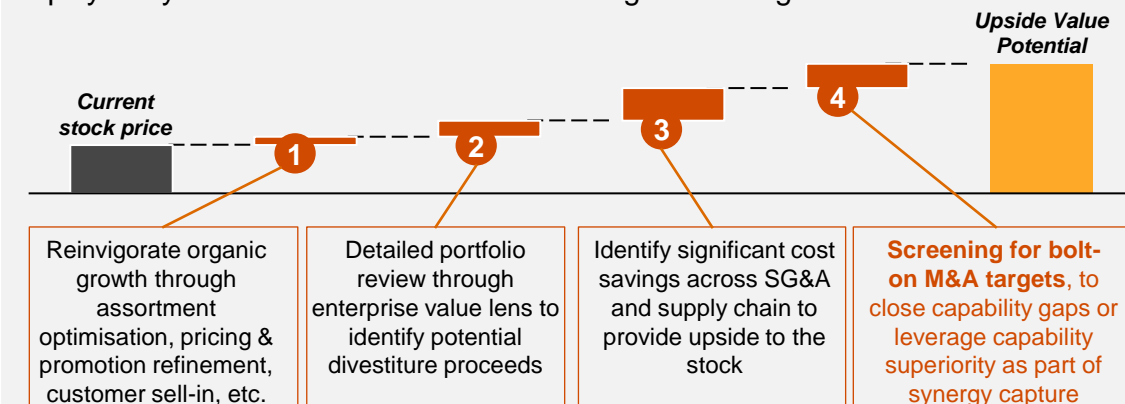 Upside Value
Potential
Current
stock price
1
2
3
4
Reinvigorate organic
growth through
assortment
optimisation, pricing &
promotion refinement,
customer sell-in, etc.
Detailed portfolio
review through
enterprise value lens to
identify potential
divestiture proceeds
Identify significant cost
savings across SG&A
and supply chain to
provide upside to the
stock
Screening for bolt-
on M&A targets, to
close capability gaps or
leverage capability
superiority as part of
synergy capture